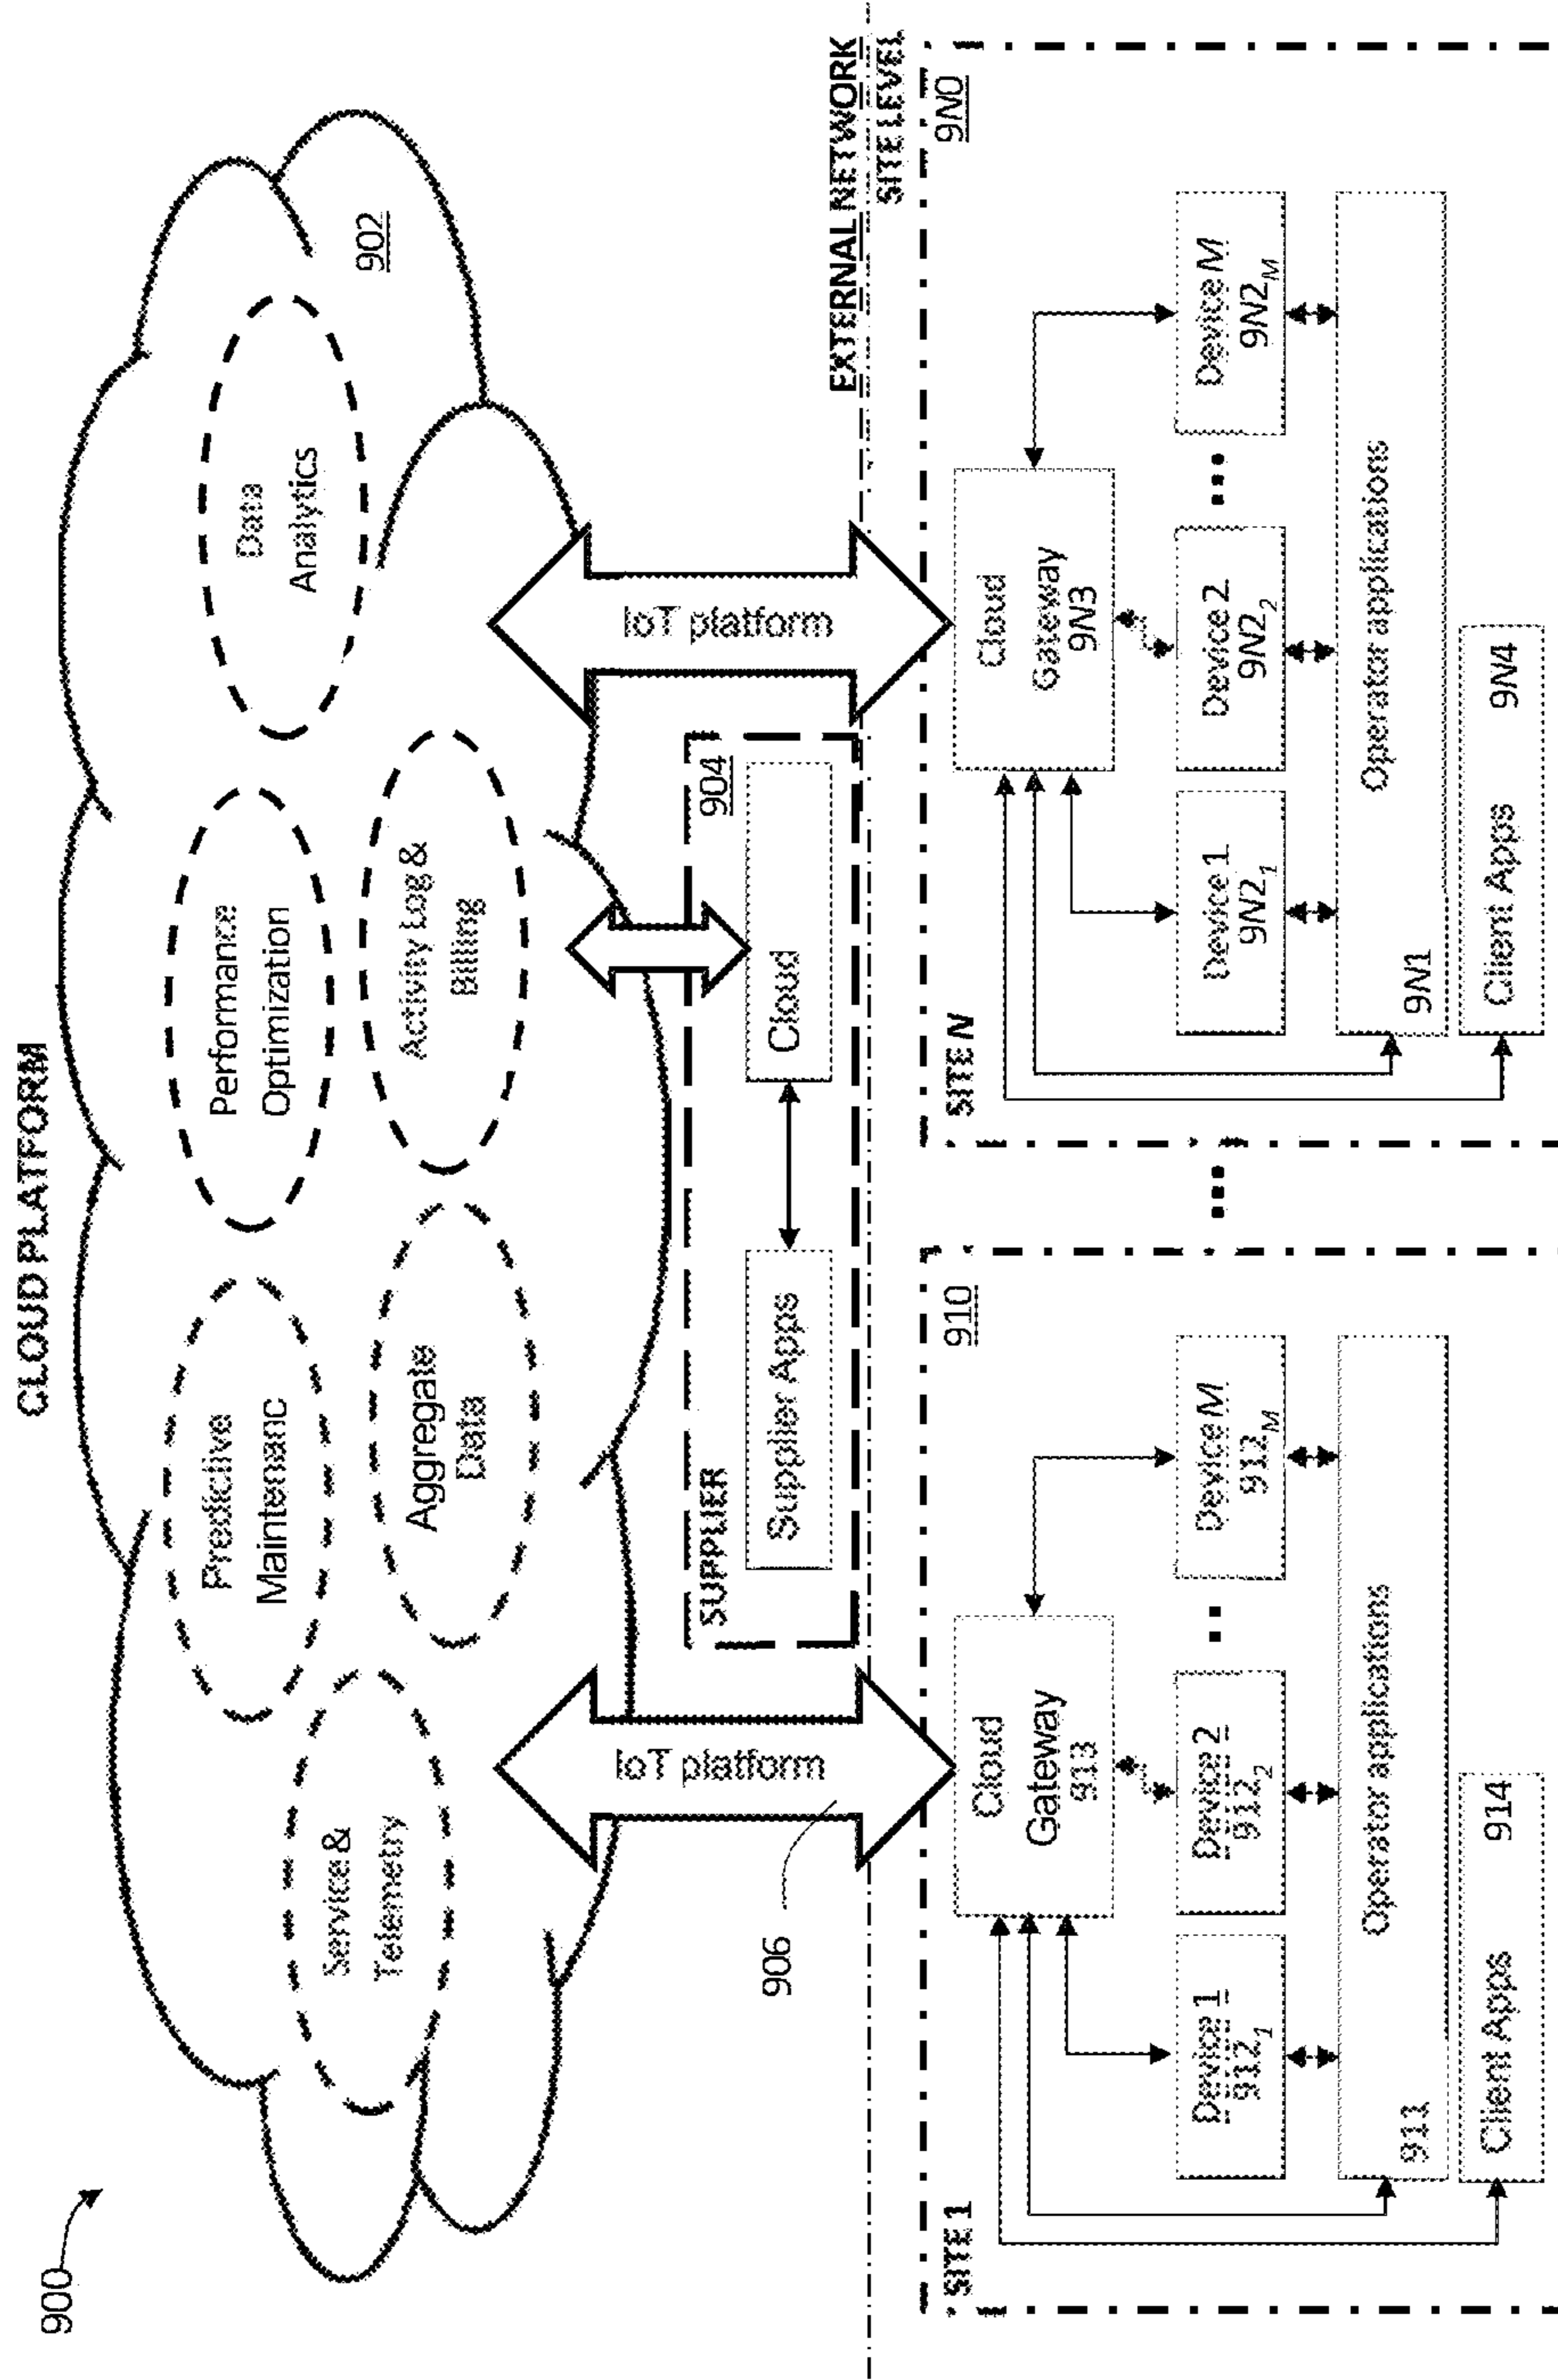 900
CLOUD PLATFORM
902
Service &
Telemetry
Predictive
Maintenanc
Performance
Optimization
Data
Analytics
Aggregate
Data
Activity Log &
Billing
906
IoT platform
SUPPLIER
904
Supplier Apps
Cloud
IoT platform
EXTERNAL NETWORK
SITE LEVEL
SITE 1
910
Cloud
Gateway
913
Device 1
912₁
Device 2
912₂
...
Device M
912M
911
Operator applications
Client Apps 914
...
SITE N
9N0
Cloud
Gateway
9N3
Device 1
9N2₁
Device 2
9N2₂
...
Device M
9N2M
9N1
Operator applications
Client Apps 9N4